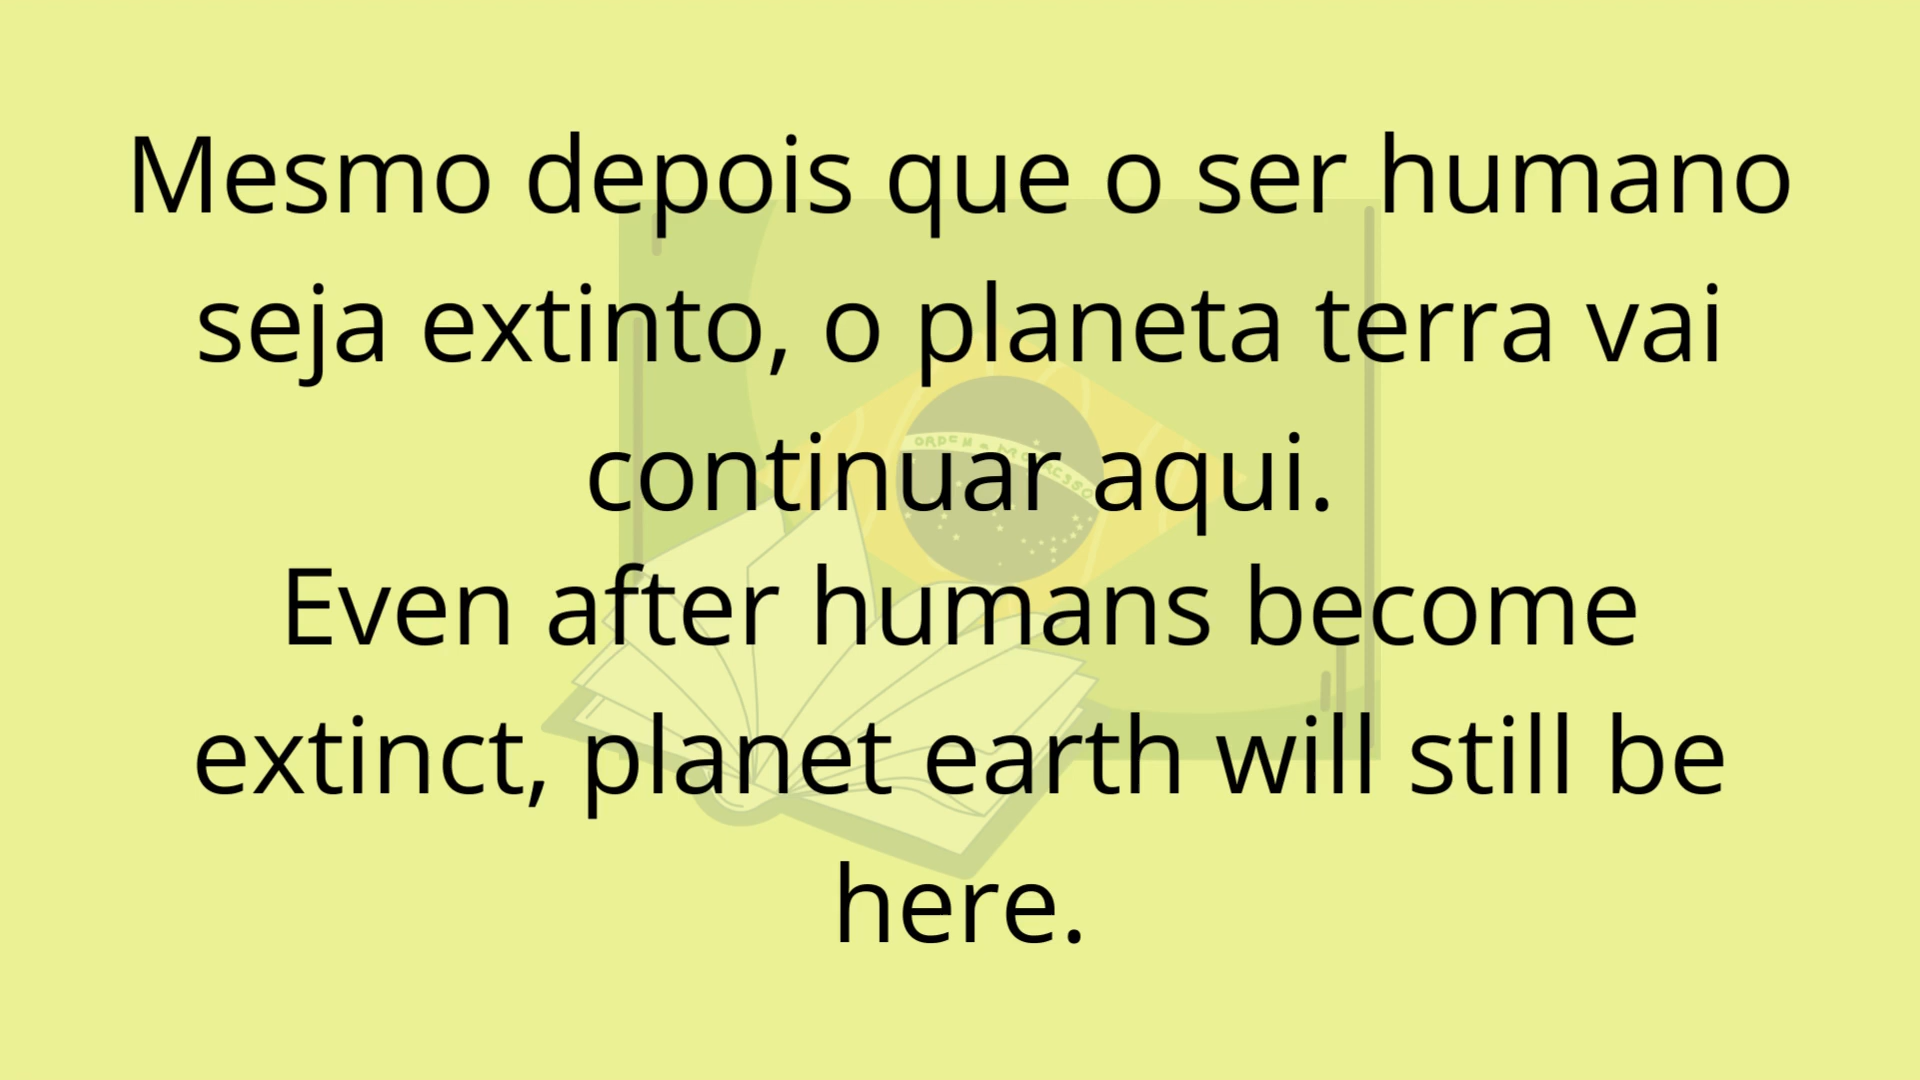 Mesmo depois que o ser humano
seja extinto, o planeta terra vai
continuar aqui.
Even after humans become
extinct, planet earth will still be
here.